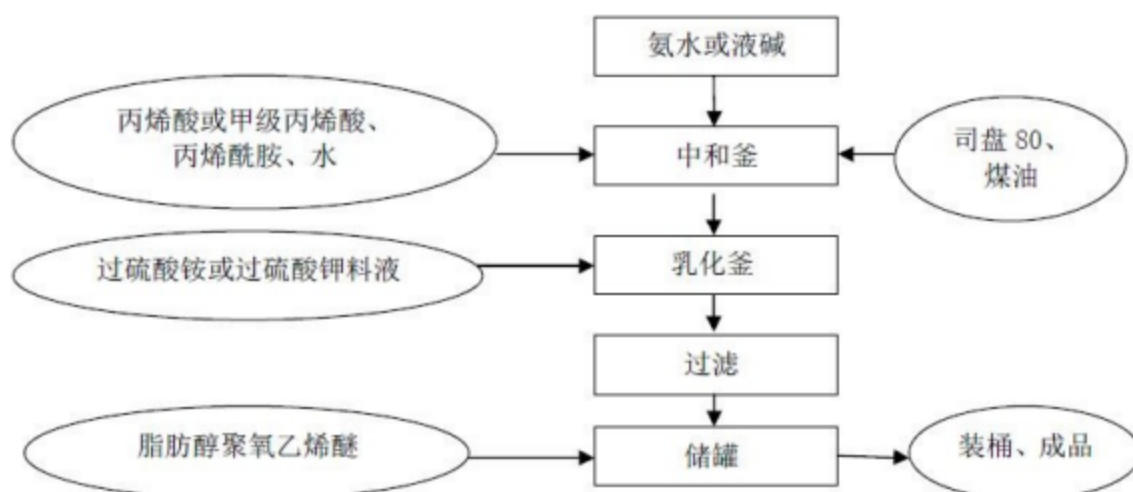 氨水或液碱
丙烯酸或甲级丙烯酸、
丙烯酰胺、水
中和釜
司盘 80、
煤油
过硫酸铵或过硫酸钾料液
乳化釜
过滤
脂肪醇聚氧乙烯醚
储罐
装桶、成品